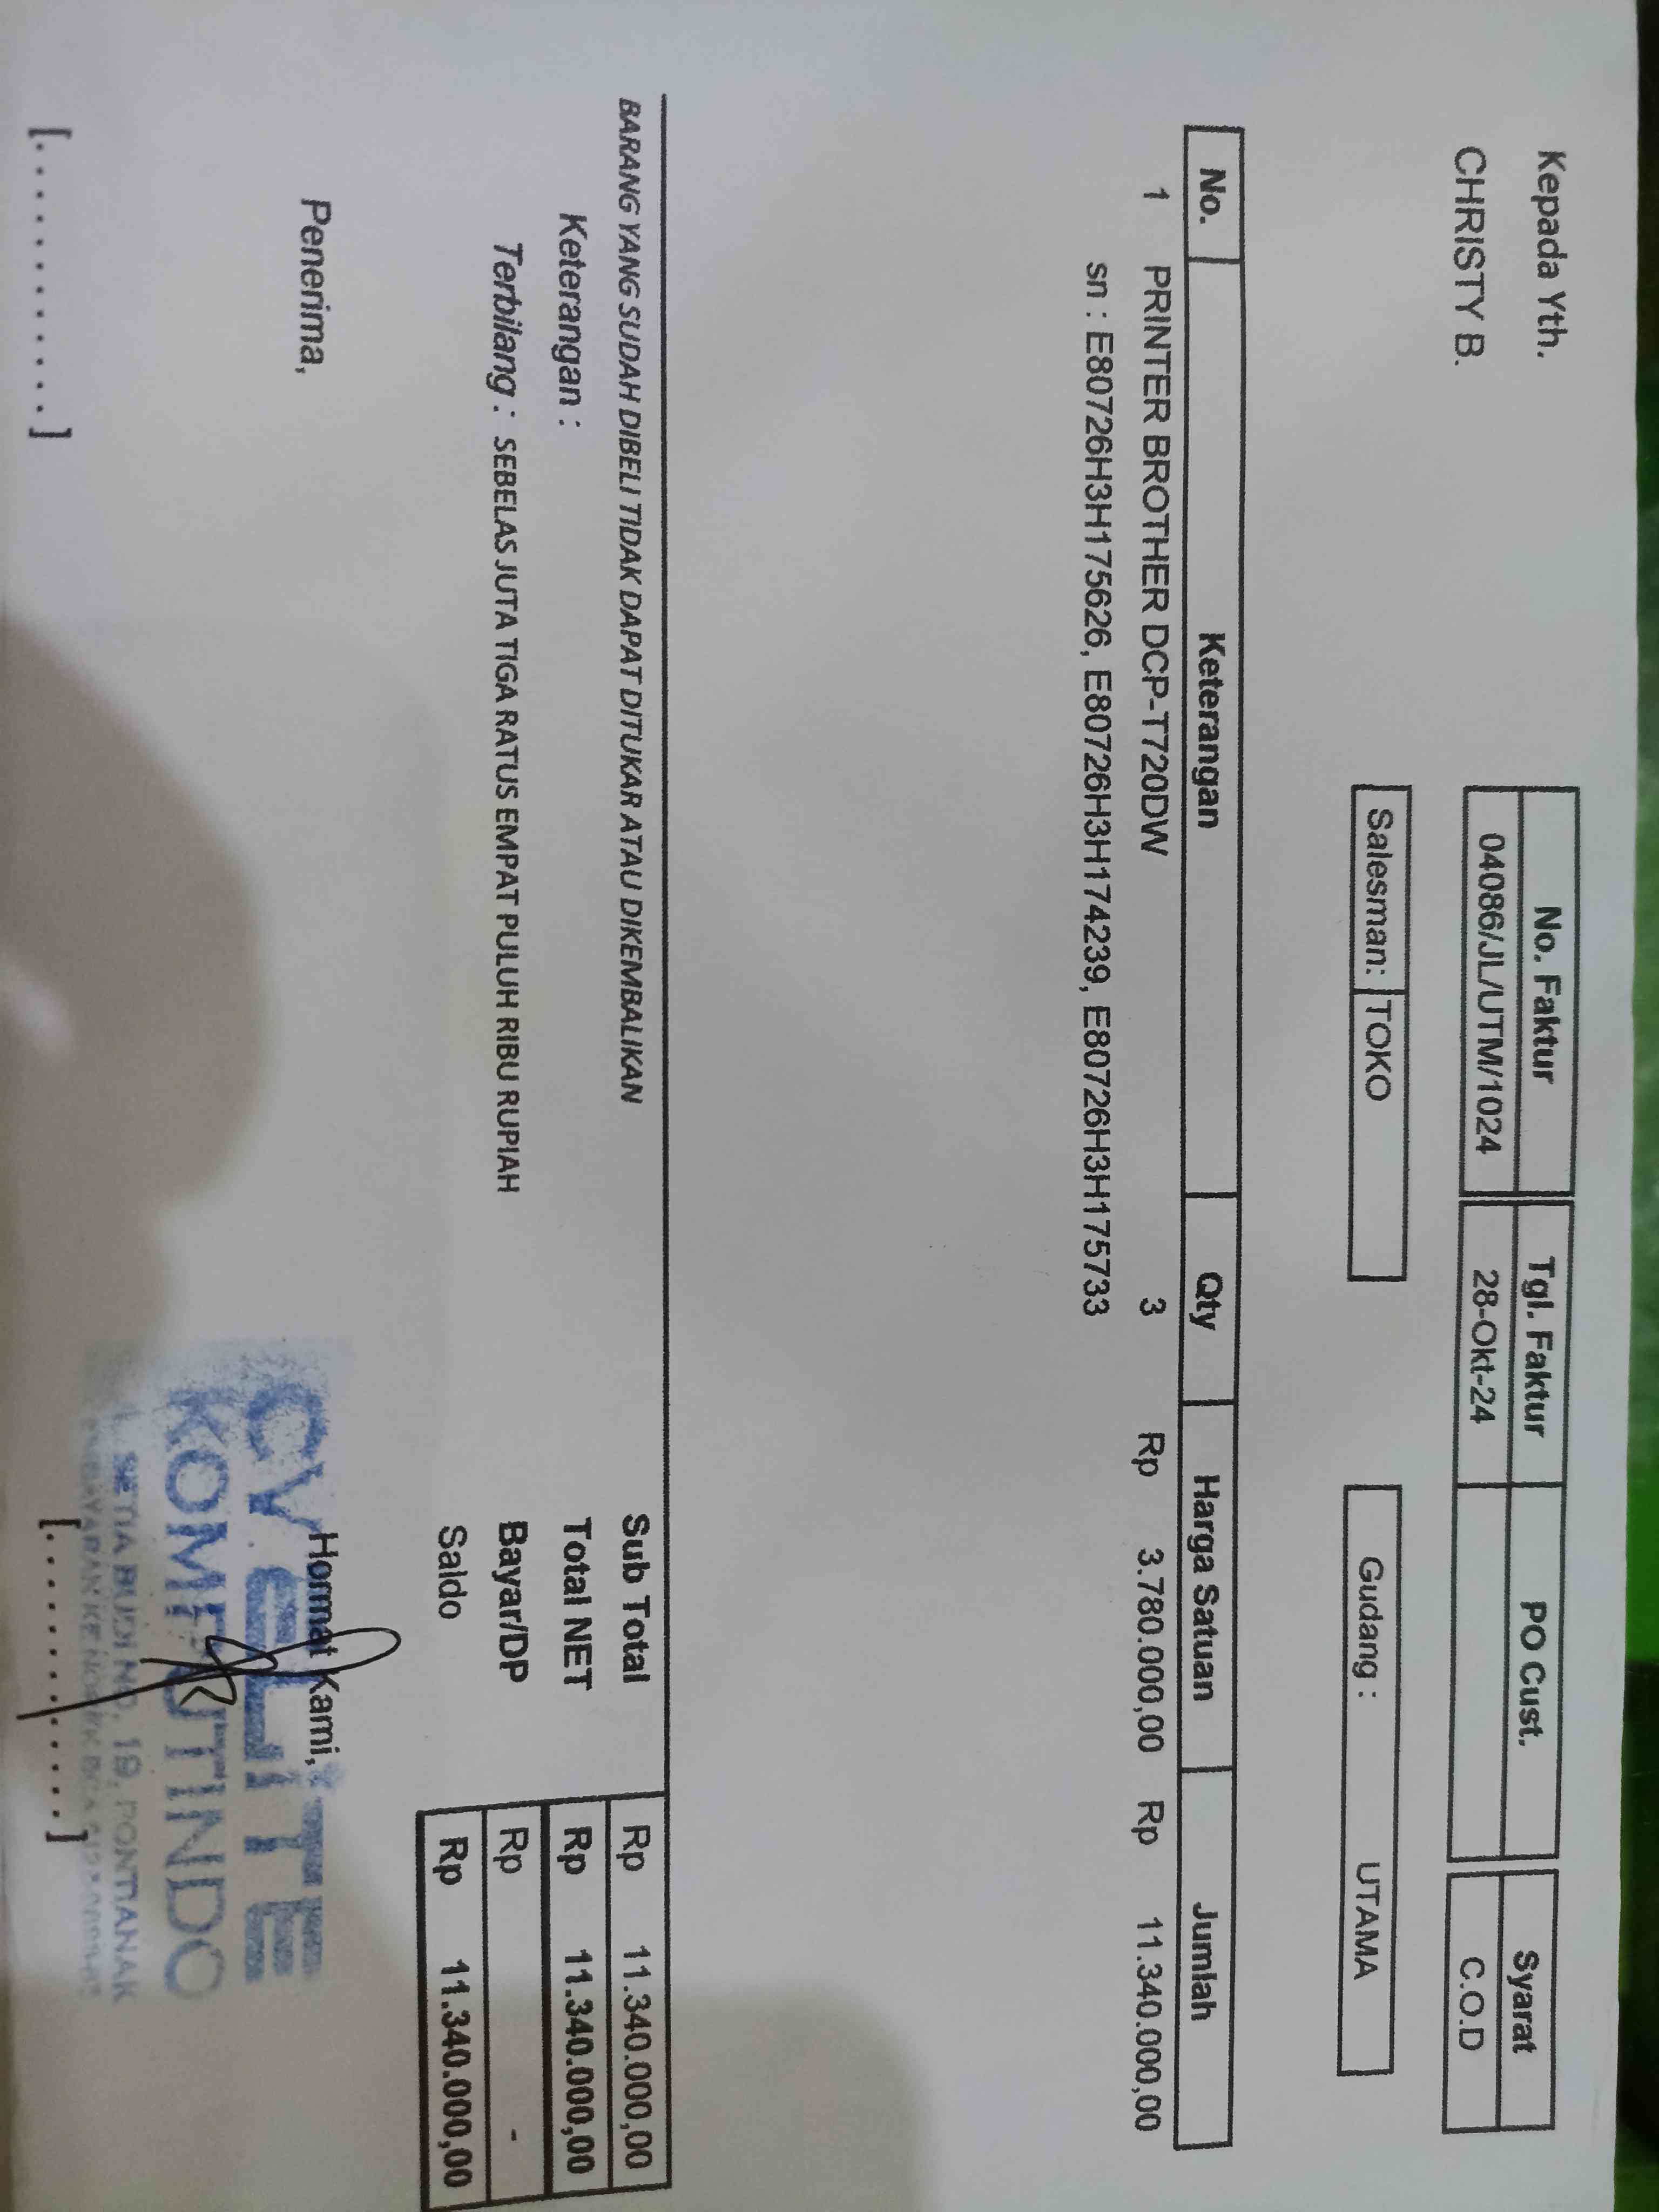 Kepada Yth.
CHRISTY B.
No. Faktur Tgl. Faktur PO Cust. Syarat
04086/JL/UTM/1024 28-Okt-24 C.O.D
Salesman: TOKO Gudang : UTAMA
No. Keterangan Qty Harga Satuan Jumlah
1 PRINTER BROTHER DCP-T720DW 3 Rp 3.780.000,00 Rp 11.340.000,00
sn : E80726H3H175626, E80726H3H174239, E80726H3H175733
BARANG YANG SUDAH DIBELI TIDAK DAPAT DITUKAR ATAU DIKEMBALIKAN
Sub Total Rp 11.340.000,00
Keterangan :
Total NET Rp 11.340.000,00
Terbilang : SEBELAS JUTA TIGA RATUS EMPAT PULUH RIBU RUPIAH
Bayar/DP Rp -
Saldo Rp 11.340.000,00
Penerima,
Hormat Kami,
CV ELITE
KOMPUTINDO
SETIA BUDI NO. 19, PONTIANAK
[. . . . . . . . . . . .]
[. . . . . . . . . . . .]